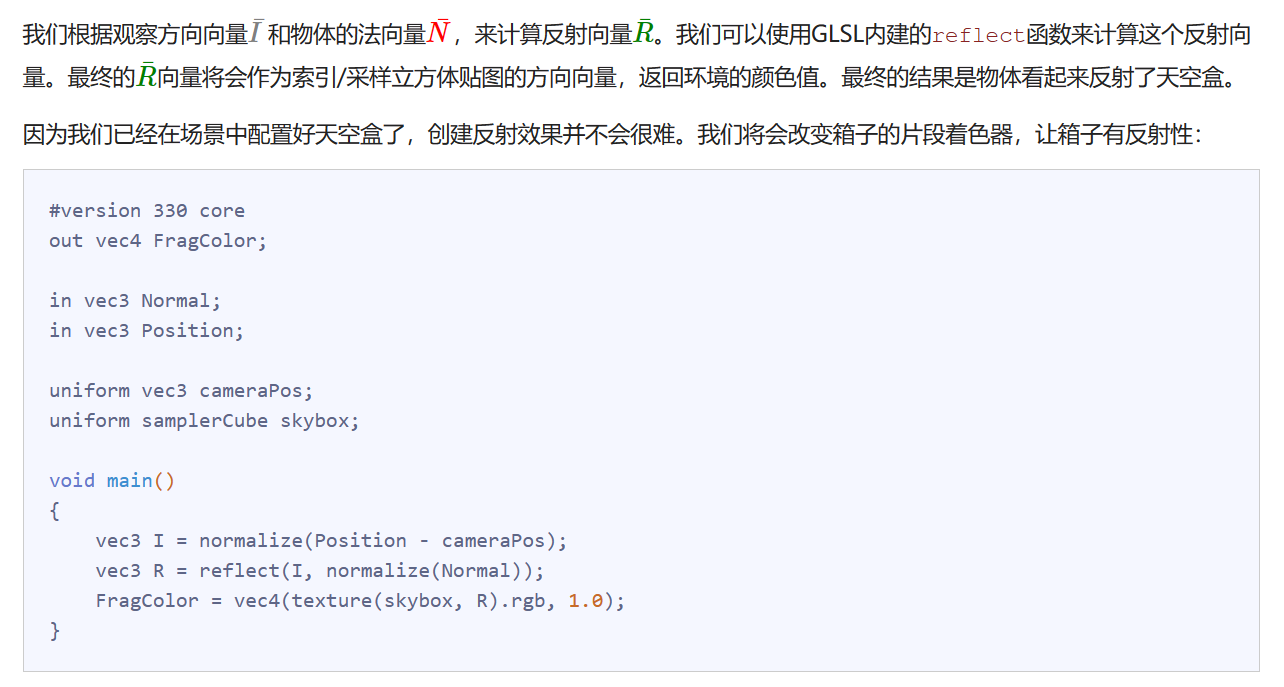 我们根据观察方向向量Ī 和物体的法向量N̄，来计算反射向量R̄。我们可以使用GLSL内建的reflect函数来计算这个反射向
量。最终的R̄向量将会作为索引/采样立方体贴图的方向向量，返回环境的颜色值。最终的结果是物体看起来反射了天空盒。
因为我们已经在场景中配置好天空盒了，创建反射效果并不会很难。我们将会改变箱子的片段着色器，让箱子有反射性：
#version 330 core
out vec4 FragColor;
in vec3 Normal;
in vec3 Position;
uniform vec3 cameraPos;
uniform samplerCube skybox;
void main()
{
    vec3 I = normalize(Position - cameraPos);
    vec3 R = reflect(I, normalize(Normal));
    FragColor = vec4(texture(skybox, R).rgb, 1.0);
}